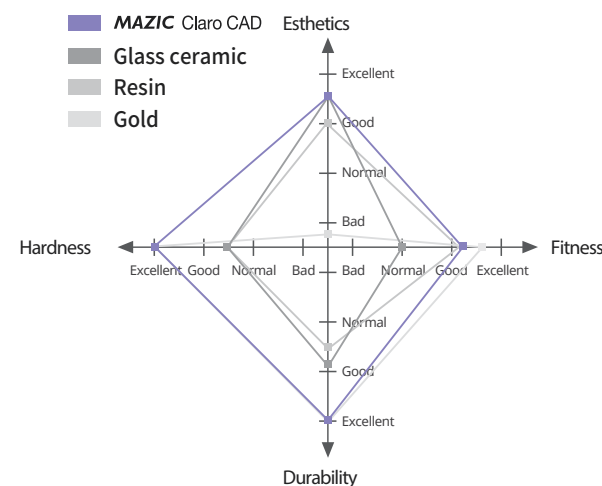 MAZIC Claro CAD
Glass ceramic
Resin
Gold
Esthetics
Excellent
Good
Normal
Bad
Hardness
Fitness
Excellent Good Normal Bad Bad Normal Good Excellent
Normal
Good
Excellent
Durability